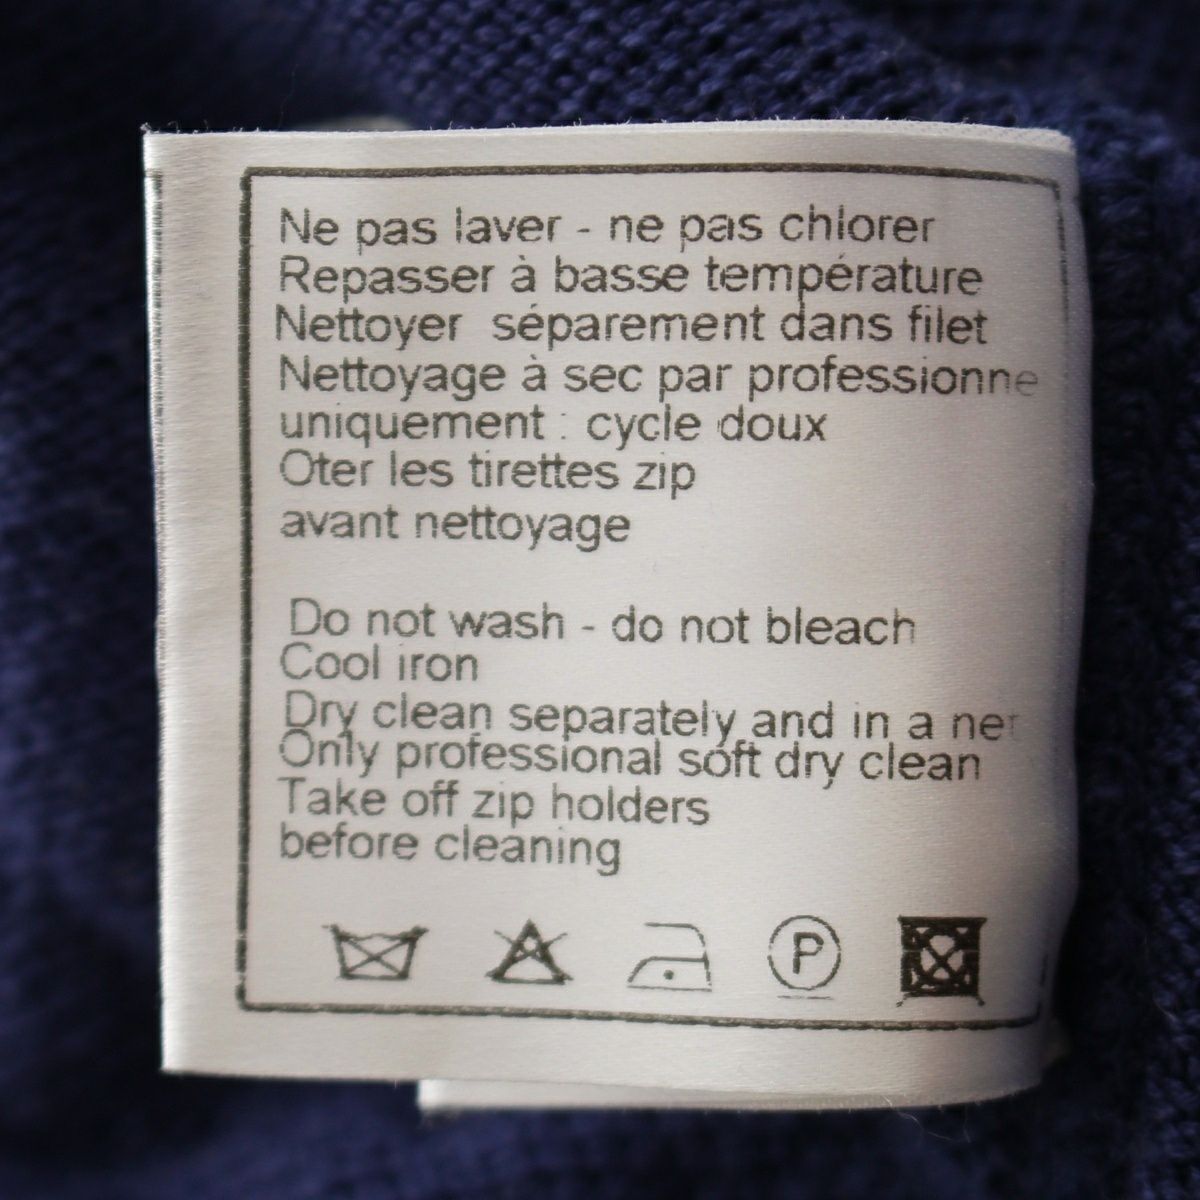 Ne pas laver - ne pas chlorer
Repasser à basse température
Nettoyer séparement dans filet
Nettoyage à sec par professionne
uniquement : cycle doux
Oter les tirettes zip
avant nettoyage
Do not wash - do not bleach
Cool iron
Dry clean separately and in a net
Only professional soft dry clean
Take off zip holders
before cleaning
P